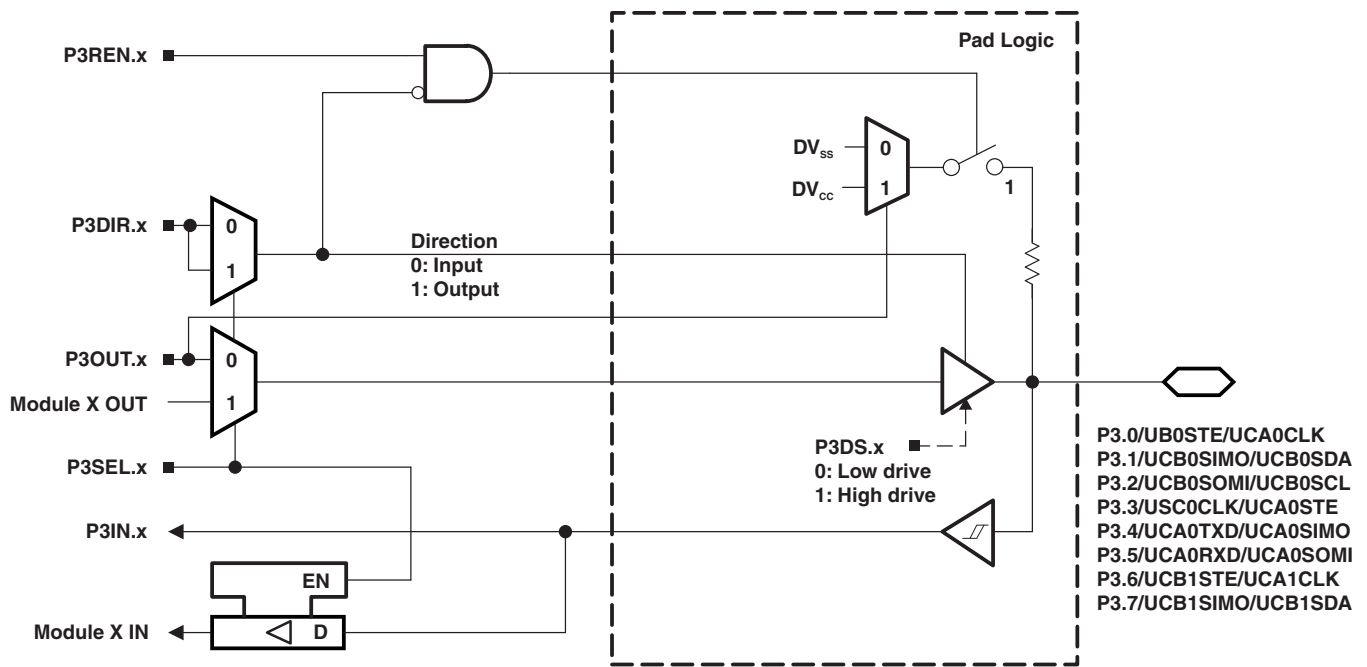 Pad Logic
P3REN.x
DVss
0
DVcc
1
1
P3DIR.x
0
1
Direction
0: Input
1: Output
P3OUT.x
0
Module X OUT
1
P3DS.x
0: Low drive
1: High drive
P3SEL.x
P3IN.x
EN
Module X IN
D
P3.0/UB0STE/UCA0CLK
P3.1/UCB0SIMO/UCB0SDA
P3.2/UCB0SOMI/UCB0SCL
P3.3/USC0CLK/UCA0STE
P3.4/UCA0TXD/UCA0SIMO
P3.5/UCA0RXD/UCA0SOMI
P3.6/UCB1STE/UCA1CLK
P3.7/UCB1SIMO/UCB1SDA